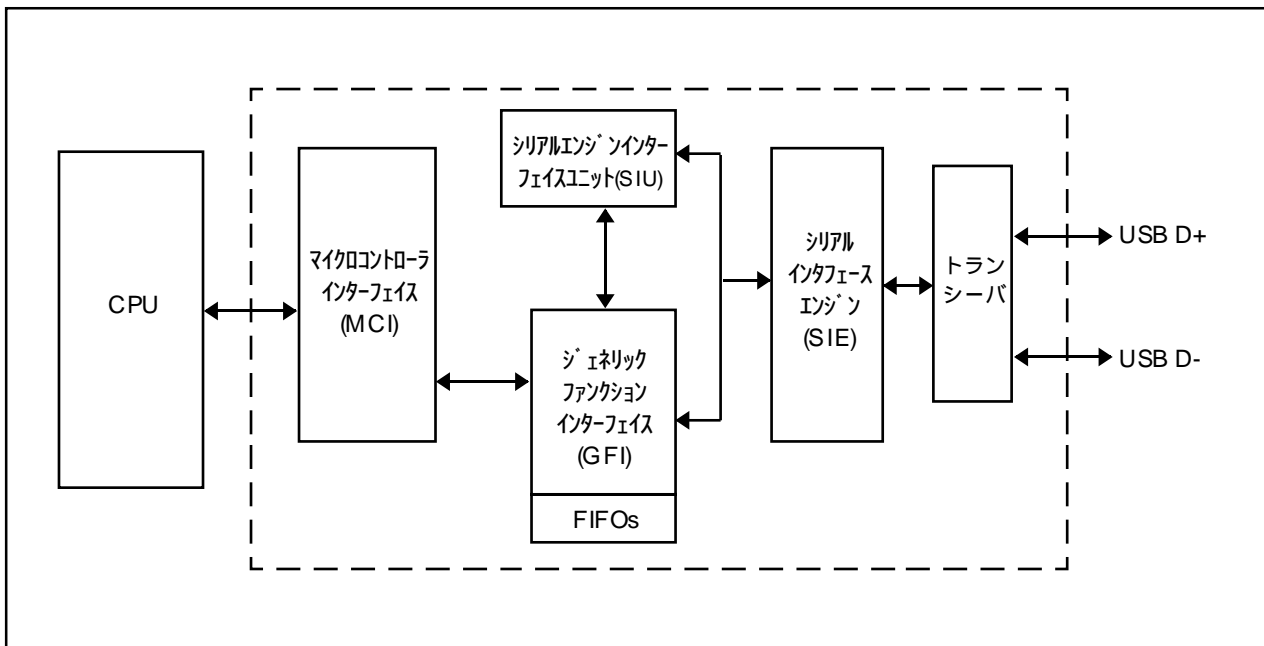 CPU
マイクロコントローラ
インターフェイス
(MCI)
シリアルエンジンインター
フェイスユニット(SIU)
ジェネリック
ファンクション
インターフェイス
(GFI)
FIFOs
シリアル
インタフェース
エンジン
(SIE)
トラン
シーバ
USB D+
USB D-